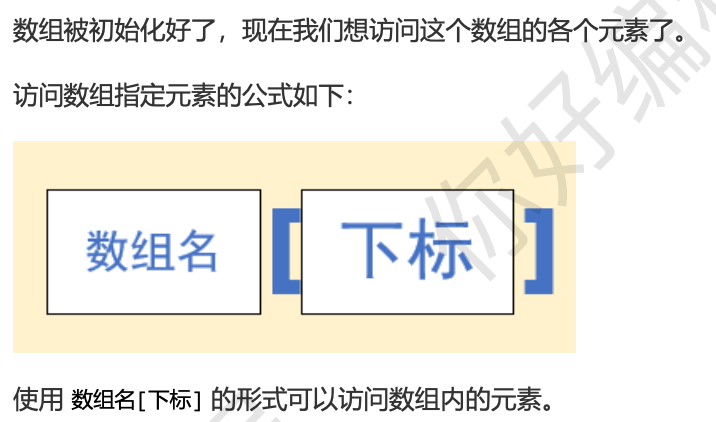 数组被初始化好了，现在我们想访问这个数组的各个元素了。
访问数组指定元素的公式如下：
数组名[下标]
使用 数组名[下标] 的形式可以访问数组内的元素。
你好编